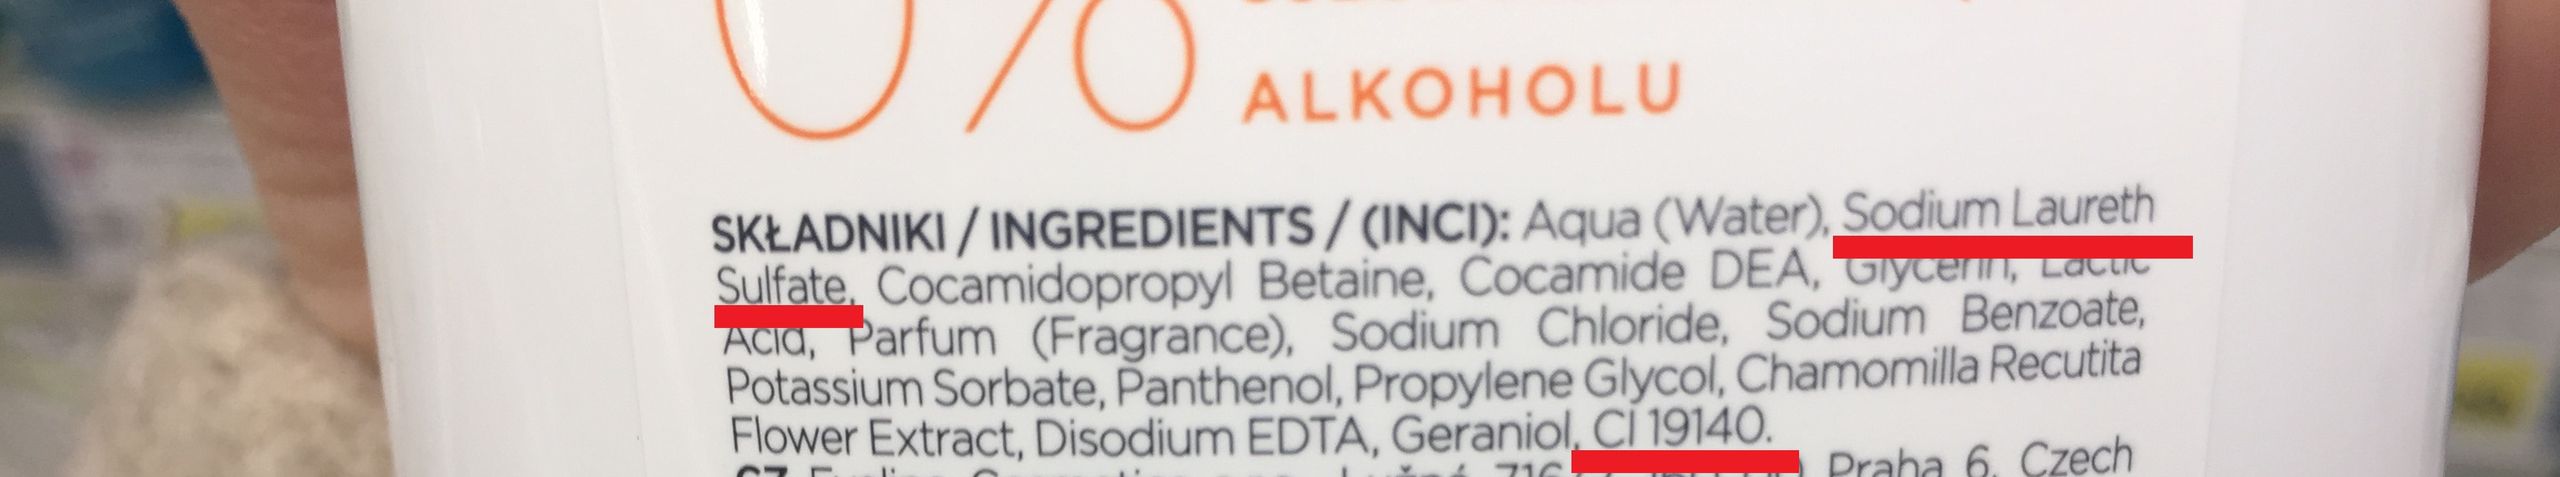 0%
ALKOHOLU
SKŁADNIKI / INGREDIENTS / (INCI): Aqua (Water), Sodium Laureth
Sulfate, Cocamidopropyl Betaine, Cocamide DEA, Glycerin, Lactic
Acid, Parfum (Fragrance), Sodium Chloride, Sodium Benzoate,
Potassium Sorbate, Panthenol, Propylene Glycol, Chamomilla Recutita
Flower Extract, Disodium EDTA, Geraniol, CI 19140.
CZ Praha 6, Czech